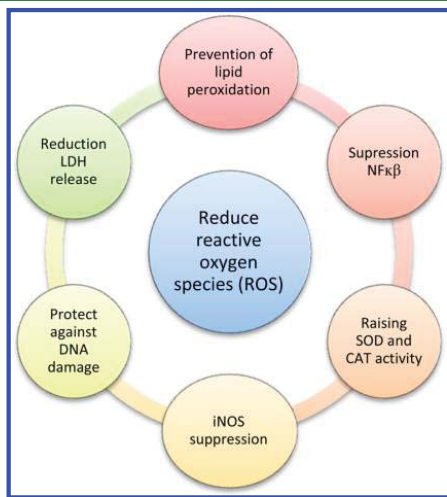 Prevention of
lipid
peroxidation
Supression
NFκβ
Raising
SOD and
CAT activity
iNOS
suppression
Protect
against
DNA
damage
Reduction
LDH
release
Reduce
reactive
oxygen
species (ROS)